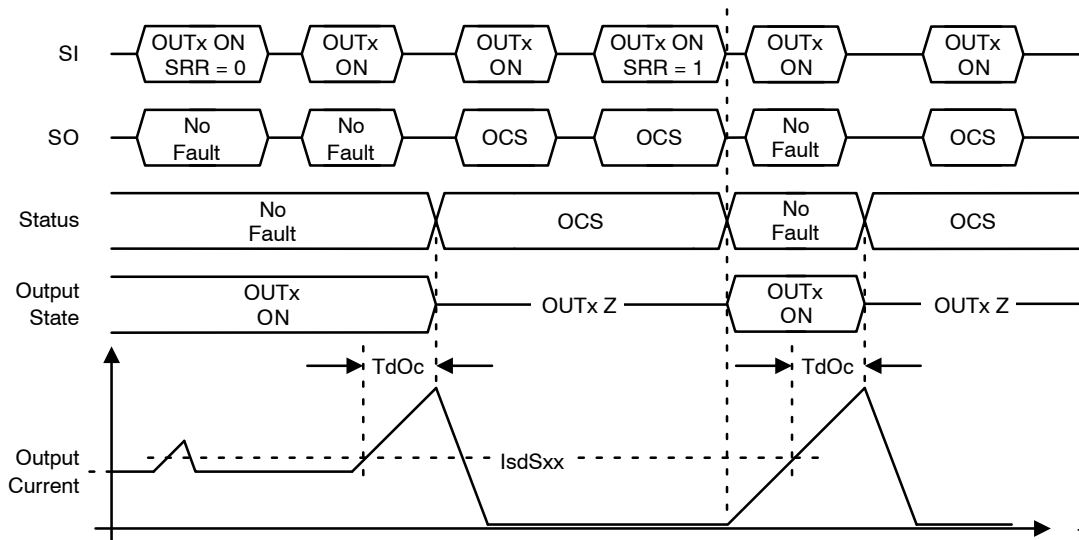 SI
OUTx ON
SRR = 0
OUTx
ON
OUTx
ON
OUTx ON
SRR = 1
OUTx
ON
OUTx
ON
SO
No
Fault
No
Fault
OCS
OCS
No
Fault
OCS
Status
No
Fault
OCS
No
Fault
OCS
Output
State
OUTx
ON
OUTx Z
OUTx
ON
OUTx Z
TdOc
TdOc
Output
Current
IsdSxx